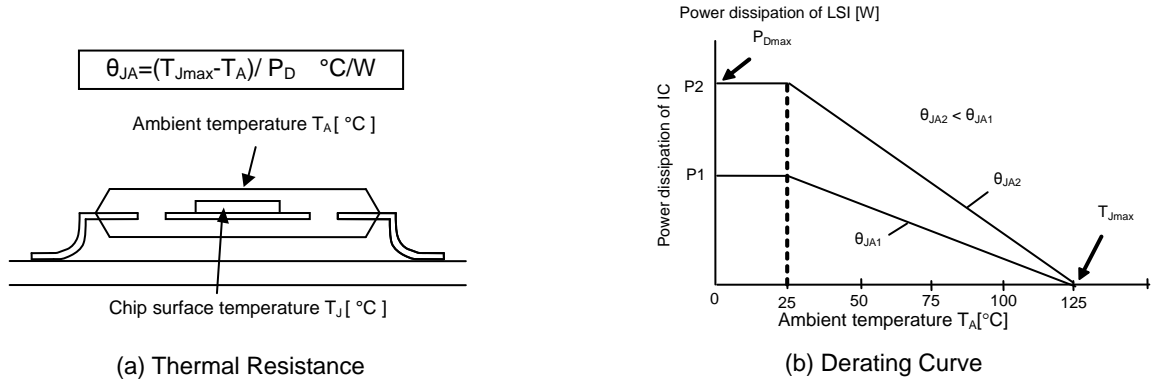 θJA=(TJmax-TA)/ PD °C/W
Ambient temperature TA[ °C ]
Chip surface temperature TJ[ °C ]
(a) Thermal Resistance
Power dissipation of LSI [W]
PDmax
P2
P1
Power dissipation of IC
θJA2 < θJA1
θJA2
θJA1
TJmax
0 25 50 75 100 125
Ambient temperature TA[°C]
(b) Derating Curve